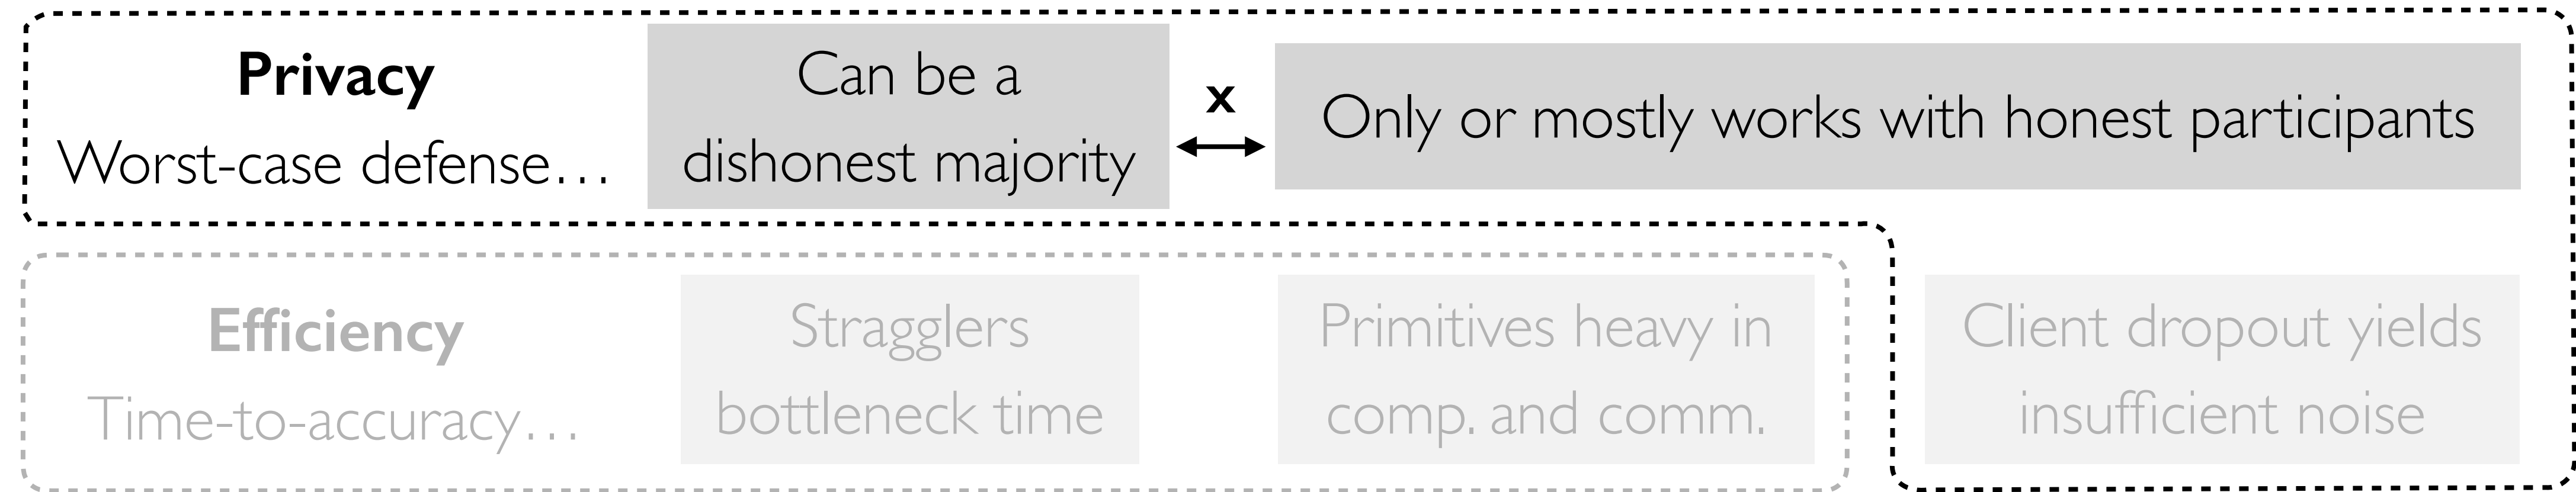 Privacy
Worst-case defense…
Can be a
dishonest majority
x
Only or mostly works with honest participants
Efficiency
Time-to-accuracy…
Stragglers
bottleneck time
Primitives heavy in
comp. and comm.
Client dropout yields
insufficient noise